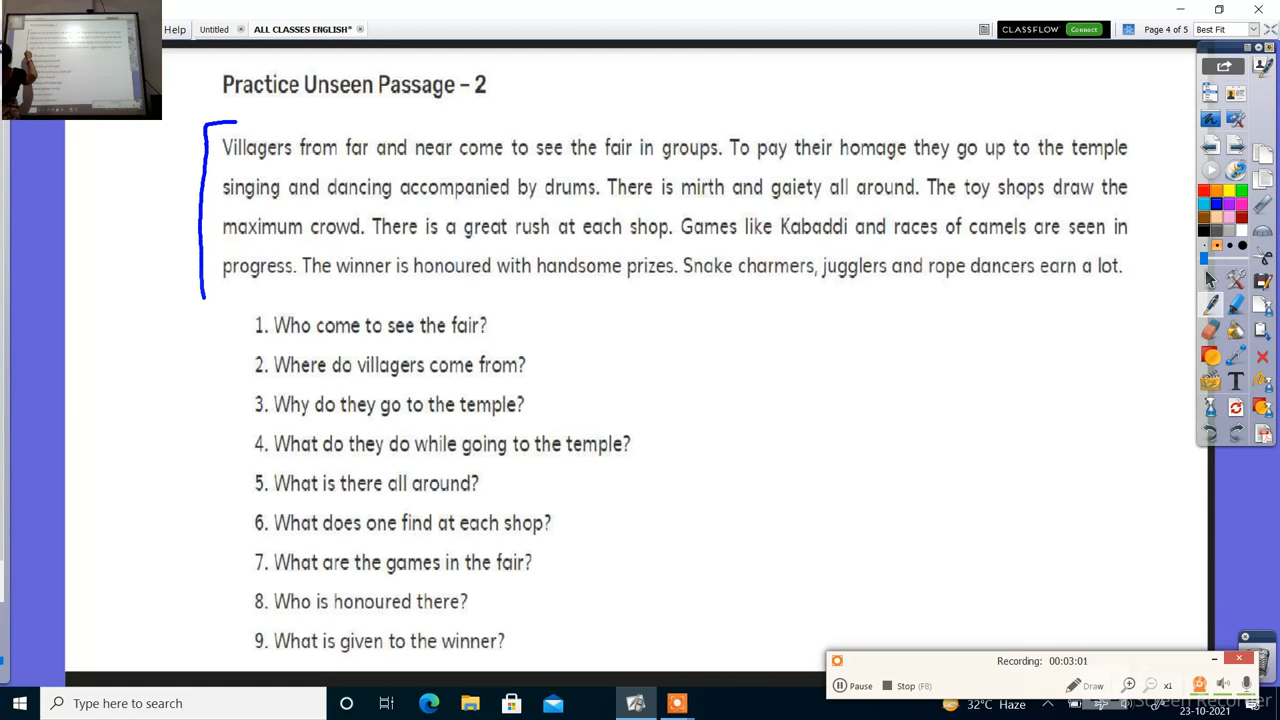 Help
Untitled
ALL CLASSES ENGLISH*
CLASSFLOW
Connect
Page 4 of 5
Best Fit
Practice Unseen Passage – 2
Villagers from far and near come to see the fair in groups. To pay their homage they go up to the temple
singing and dancing accompanied by drums. There is mirth and gaiety all around. The toy shops draw the
maximum crowd. There is a great rush at each shop. Games like Kabaddi and races of camels are seen in
progress. The winner is honoured with handsome prizes. Snake charmers, jugglers and rope dancers earn a lot.
1. Who come to see the fair?
2. Where do villagers come from?
3. Why do they go to the temple?
4. What do they do while going to the temple?
5. What is there all around?
6. What does one find at each shop?
7. What are the games in the fair?
8. Who is honoured there?
9. What is given to the winner?
Recording: 00:03:01
Pause
Stop (F8)
Draw
x1
Type here to search
32°C Haze
23-10-2021